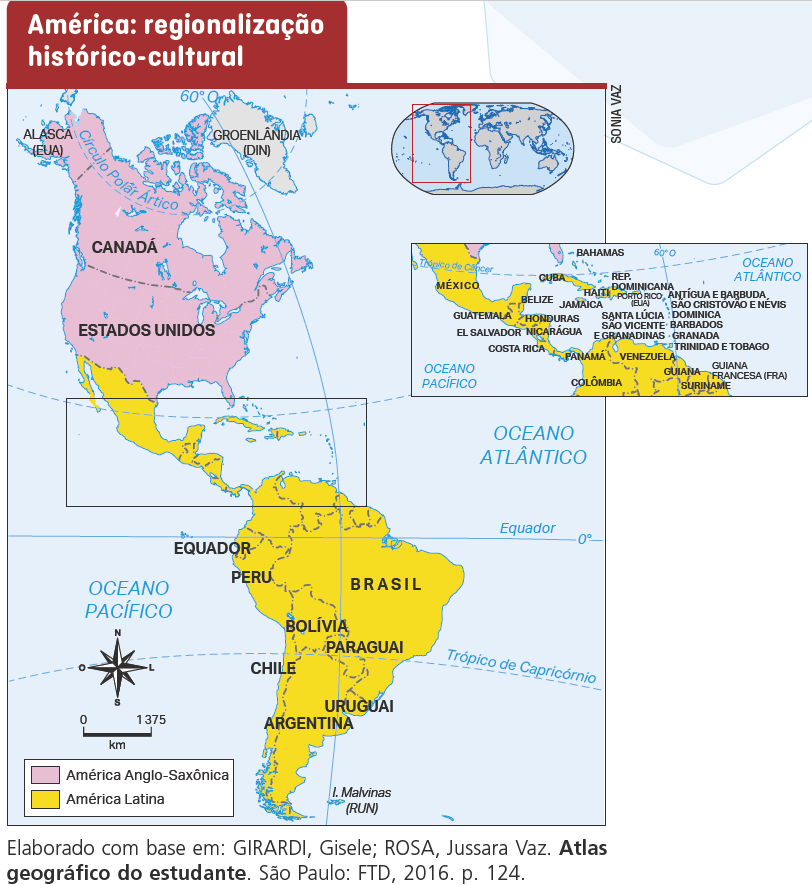 América: regionalização
histórico-cultural
SONIA VAZ
60° O
ALASCA
(EUA)
Círculo Polar Ártico
GROENLÂNDIA
(DIN)
CANADÁ
ESTADOS UNIDOS
BAHAMAS
60° O
OCEANO
ATLÂNTICO
Trópico de Câncer
MÉXICO
CUBA
REP.
DOMINICANA
HAITI
PORTO RICO
(EUA)
JAMAICA
BELIZE
GUATEMALA
HONDURAS
EL SALVADOR
NICARÁGUA
COSTA RICA
PANAMÁ
ANTÍGUA E BARBUDA
SÃO CRISTÓVÃO E NÉVIS
DOMINICA
SANTA LÚCIA
BARBADOS
SÃO VICENTE
E GRANADINAS
GRANADA
TRINIDAD E TOBAGO
VENEZUELA
GUIANA
GUIANA
FRANCESA (FRA)
SURINAME
COLÔMBIA
OCEANO
PACÍFICO
OCEANO
ATLÂNTICO
Equador
0°
EQUADOR
PERU
BRASIL
OCEANO
PACÍFICO
BOLÍVIA
PARAGUAI
CHILE
Trópico de Capricórnio
URUGUAI
ARGENTINA
N
O
L
S
0
1 375
km
América Anglo-Saxônica
América Latina
I. Malvinas
(RUN)
Elaborado com base em: GIRARDI, Gisele; ROSA, Jussara Vaz. Atlas
geográfico do estudante. São Paulo: FTD, 2016. p. 124.